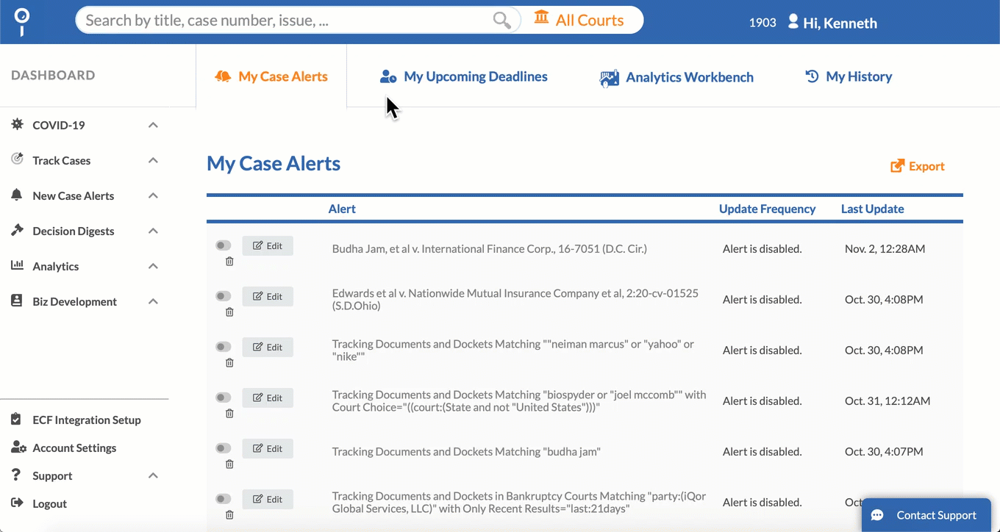 Search by title, case number, issue, ...
All Courts
1903
Hi, Kenneth
DASHBOARD
My Case Alerts
My Upcoming Deadlines
Analytics Workbench
My History
COVID-19
Track Cases
New Case Alerts
Decision Digests
Analytics
Biz Development
ECF Integration Setup
Account Settings
Support
Logout
My Case Alerts
Export
Alert
Update Frequency
Last Update
Edit
Budha Jam, et al v. International Finance Corp., 16-7051 (D.C. Cir.)
Alert is disabled.
Nov. 2, 12:28AM
Edit
Edwards et al v. Nationwide Mutual Insurance Company et al, 2:20-cv-01525
(S.D.Ohio)
Alert is disabled.
Oct. 30, 4:08PM
Edit
Tracking Documents and Dockets Matching ""neiman marcus" or "yahoo" or
"nike""
Alert is disabled.
Oct. 30, 4:08PM
Edit
Tracking Documents and Dockets Matching "biospyder or "joel mccomb"" with
Court Choice="((court:(State and not "United States")))"
Alert is disabled.
Oct. 31, 12:12AM
Edit
Tracking Documents and Dockets Matching "budha jam"
Alert is disabled.
Oct. 30, 4:07PM
Edit
Tracking Documents and Dockets in Bankruptcy Courts Matching "party:(iQor
Global Services, LLC)" with Only Recent Results="last:21days"
Alert is disabled.
Oct
Contact Support